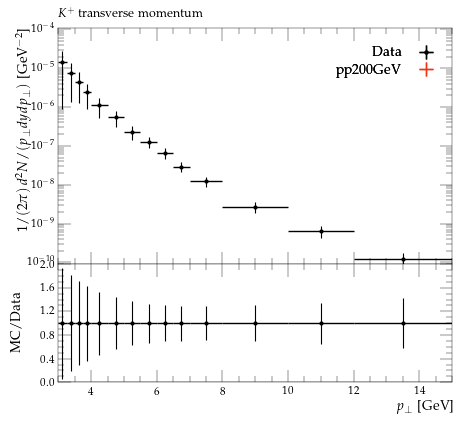 K⁺ transverse momentum
10⁻⁴
10⁻⁵
10⁻⁶
10⁻⁷
10⁻⁸
10⁻⁹
10⁻¹⁰
1/(2π) d²N/(p⊥dydp⊥) [GeV⁻²]
Data
pp200GeV
2.0
1.6
1.2
0.8
0.4
0.0
MC/Data
4 6 8 10 12 14
p⊥ [GeV]